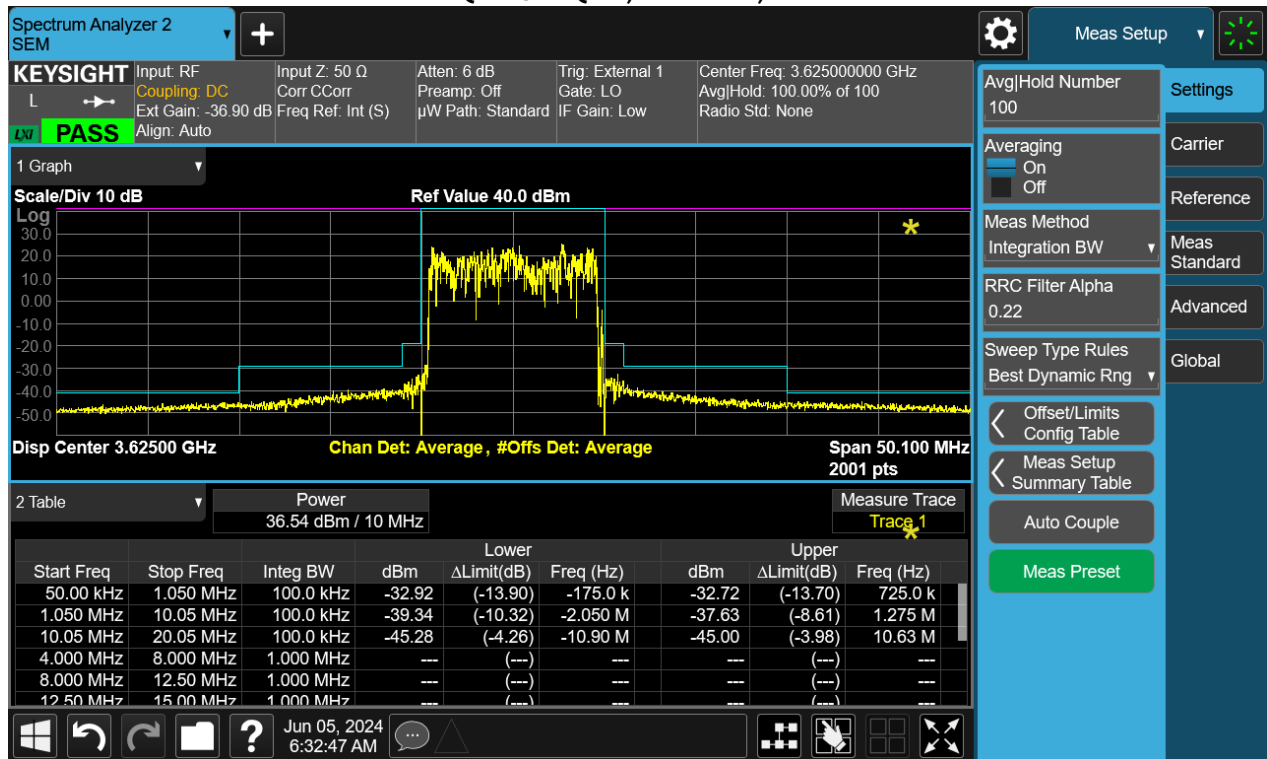 Spectrum Analyzer 2
SEM
Meas Setup
KEYSIGHT
L
LXI
PASS
Input: RF
Coupling: DC
Ext Gain: -36.90 dB
Align: Auto
Input Z: 50 Ω
Corr CCorr
Freq Ref: Int (S)
Atten: 6 dB
Preamp: Off
µW Path: Standard
Trig: External 1
Gate: LO
IF Gain: Low
Center Freq: 3.625000000 GHz
Avg|Hold: 100.00% of 100
Radio Std: None
1 Graph
Scale/Div 10 dB
Ref Value 40.0 dBm
Log
30.0
20.0
10.0
0.00
-10.0
-20.0
-30.0
-40.0
-50.0
Disp Center 3.62500 GHz
Chan Det: Average , #Offs Det: Average
Span 50.100 MHz
2001 pts
2 Table
Power
36.54 dBm / 10 MHz
Measure Trace
Trace 1
Lower Upper
Start Freq Stop Freq Integ BW dBm ΔLimit(dB) Freq (Hz) dBm ΔLimit(dB) Freq (Hz)
50.00 kHz 1.050 MHz 100.0 kHz -32.92 (-13.90) -175.0 k -32.72 (-13.70) 725.0 k
1.050 MHz 10.05 MHz 100.0 kHz -39.34 (-10.32) -2.050 M -37.63 (-8.61) 1.275 M
10.05 MHz 20.05 MHz 100.0 kHz -45.28 (-4.26) -10.90 M -45.00 (-3.98) 10.63 M
4.000 MHz 8.000 MHz 1.000 MHz --- (---) --- --- (---) ---
8.000 MHz 12.50 MHz 1.000 MHz --- (---) --- --- (---) ---
12.50 MHz 15.00 MHz 1.000 MHz --- (---) --- --- (---) ---
?
Jun 05, 2024
6:32:47 AM
Avg|Hold Number
100
Averaging
On
Off
Meas Method
Integration BW
RRC Filter Alpha
0.22
Sweep Type Rules
Best Dynamic Rng
Offset/Limits
Config Table
Meas Setup
Summary Table
Auto Couple
Meas Preset
Settings
Carrier
Reference
Meas
Standard
Advanced
Global